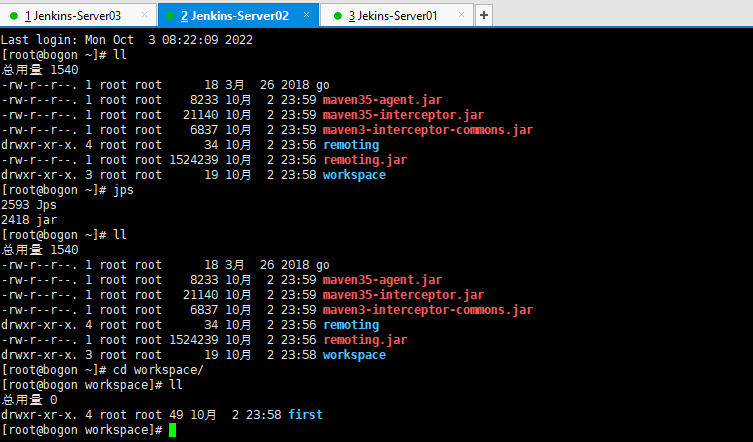 1 Jenkins-Server03 × 2 Jenkins-Server02 × 3 Jekins-Server01 × +
Last login: Mon Oct  3 08:22:09 2022
[root@bogon ~]# ll
总用量 1540
-rw-r--r--. 1 root root      18 3月  26 2018 go
-rw-r--r--. 1 root root    8233 10月  2 23:59 maven35-agent.jar
-rw-r--r--. 1 root root   21140 10月  2 23:59 maven35-interceptor.jar
-rw-r--r--. 1 root root    6837 10月  2 23:59 maven3-interceptor-commons.jar
drwxr-xr-x. 4 root root      34 10月  2 23:56 remoting
-rw-r--r--. 1 root root 1524239 10月  2 23:56 remoting.jar
drwxr-xr-x. 3 root root      19 10月  2 23:58 workspace
[root@bogon ~]# jps
2593 Jps
2418 jar
[root@bogon ~]# ll
总用量 1540
-rw-r--r--. 1 root root      18 3月  26 2018 go
-rw-r--r--. 1 root root    8233 10月  2 23:59 maven35-agent.jar
-rw-r--r--. 1 root root   21140 10月  2 23:59 maven35-interceptor.jar
-rw-r--r--. 1 root root    6837 10月  2 23:59 maven3-interceptor-commons.jar
drwxr-xr-x. 4 root root      34 10月  2 23:56 remoting
-rw-r--r--. 1 root root 1524239 10月  2 23:56 remoting.jar
drwxr-xr-x. 3 root root      19 10月  2 23:58 workspace
[root@bogon ~]# cd workspace/
[root@bogon workspace]# ll
总用量 0
drwxr-xr-x. 4 root root 49 10月  2 23:58 first
[root@bogon workspace]#